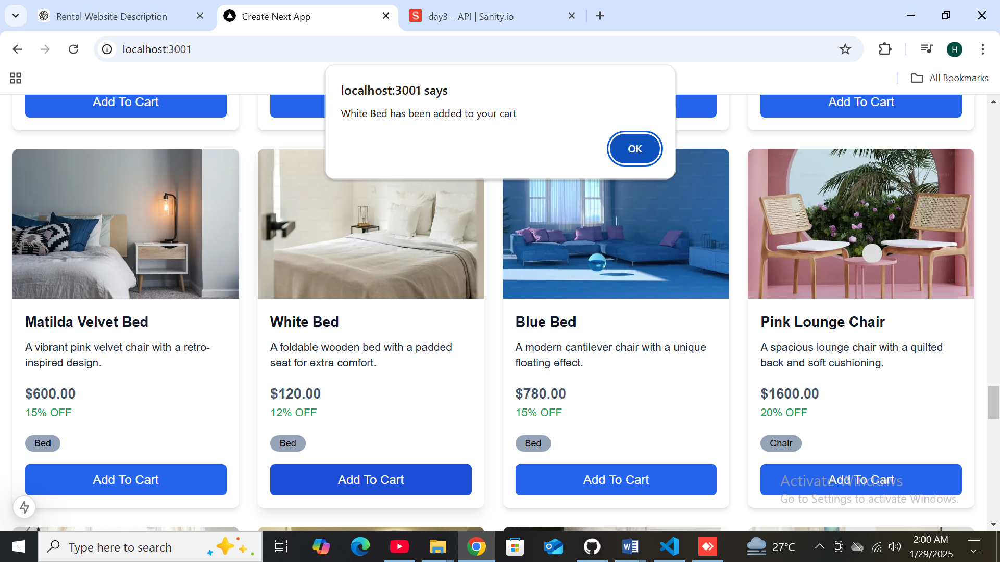 Rental Website Description
Create Next App
S
day3 – API | Sanity.io
localhost:3001
H
All Bookmarks
localhost:3001 says
White Bed has been added to your cart
OK
Add To Cart
Add To Cart
Matilda Velvet Bed
A vibrant pink velvet chair with a retro-
inspired design.
$600.00
15% OFF
Bed
Add To Cart
White Bed
A foldable wooden bed with a padded
seat for extra comfort.
$120.00
12% OFF
Bed
Add To Cart
Blue Bed
A modern cantilever chair with a unique
floating effect.
$780.00
15% OFF
Bed
Add To Cart
Pink Lounge Chair
A spacious lounge chair with a quilted
back and soft cushioning.
$1600.00
20% OFF
Chair
Add To Cart
Activate Windows
Go to Settings to activate Windows.
Type here to search
27°C
2:00 AM
1/29/2025